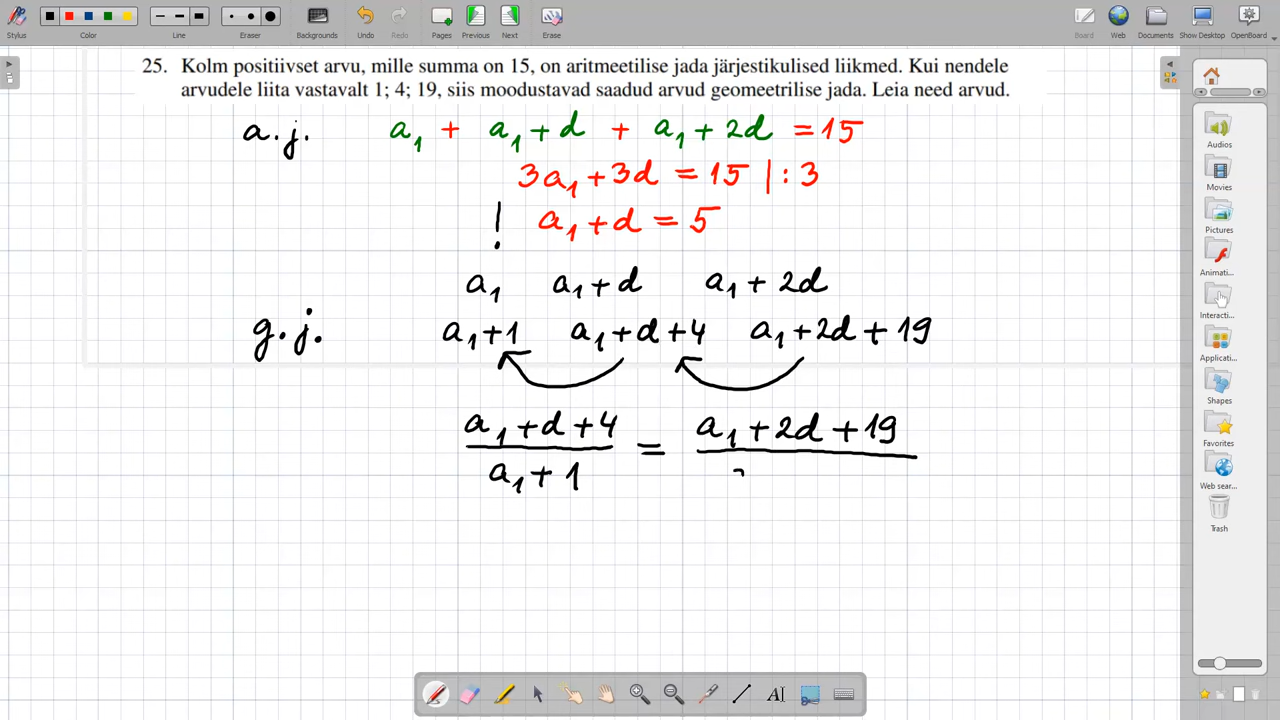 Stylus Color Line Eraser Backgrounds Undo Redo Pages Previous Next Erase Board Web Documents Show Desktop OpenBoard
25. Kolm positiivset arvu, mille summa on 15, on aritmeetilise jada järjestikulised liikmed. Kui nendele
arvudele liita vastavalt 1; 4; 19, siis moodustavad saadud arvud geomeetrilise jada. Leia need arvud.
a.j. a₁ + a₁+d + a₁+2d = 15
3a₁+3d = 15 |:3
! a₁+d = 5
a₁ a₁+d a₁+2d
g.j. a₁+1 a₁+d+4 a₁+2d+19
a₁+d+4 = a₁+2d+19
a₁+1
Audios
Movies
Pictures
Animati...
Interacti...
Applicati...
Shapes
Favorites
Web sear...
Trash